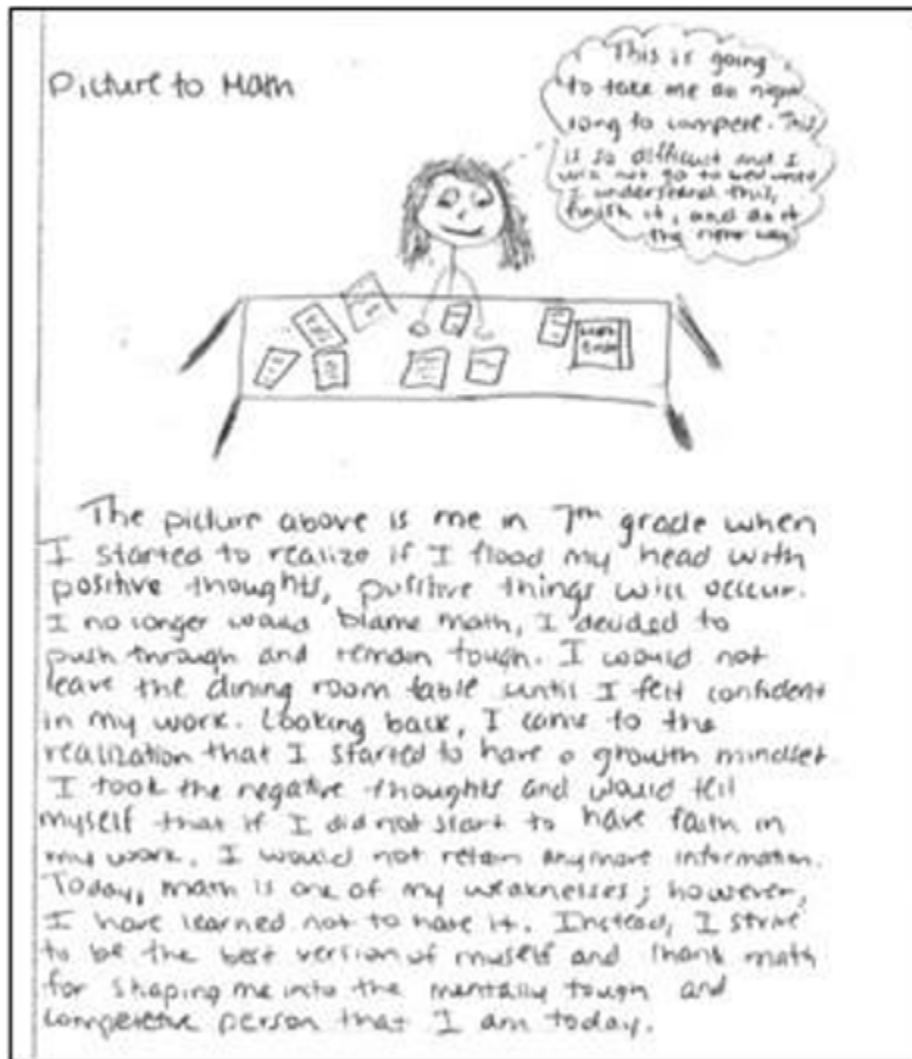 Picture to Math
This is going
to take me all night
long to compete. This
is so difficult and I
will not go to bed until
I understand this,
finish it, and do it
the right way
The picture above is me in 7th grade when
I started to realize if I flood my head with
positive thoughts, positive things will occur.
I no longer would blame math, I decided to
push through and remain tough. I would not
leave the dining room table until I felt confident
in my work. Looking back, I came to the
realization that I started to have a growth mindset.
I took the negative thoughts and would tell
myself that if I did not start to have faith in
my work, I would not retain anymore information.
Today, math is one of my weaknesses; however,
I have learned not to hate it. Instead, I strive
to be the best version of myself and thank math
for shaping me into the mentally tough and
competetive person that I am today.